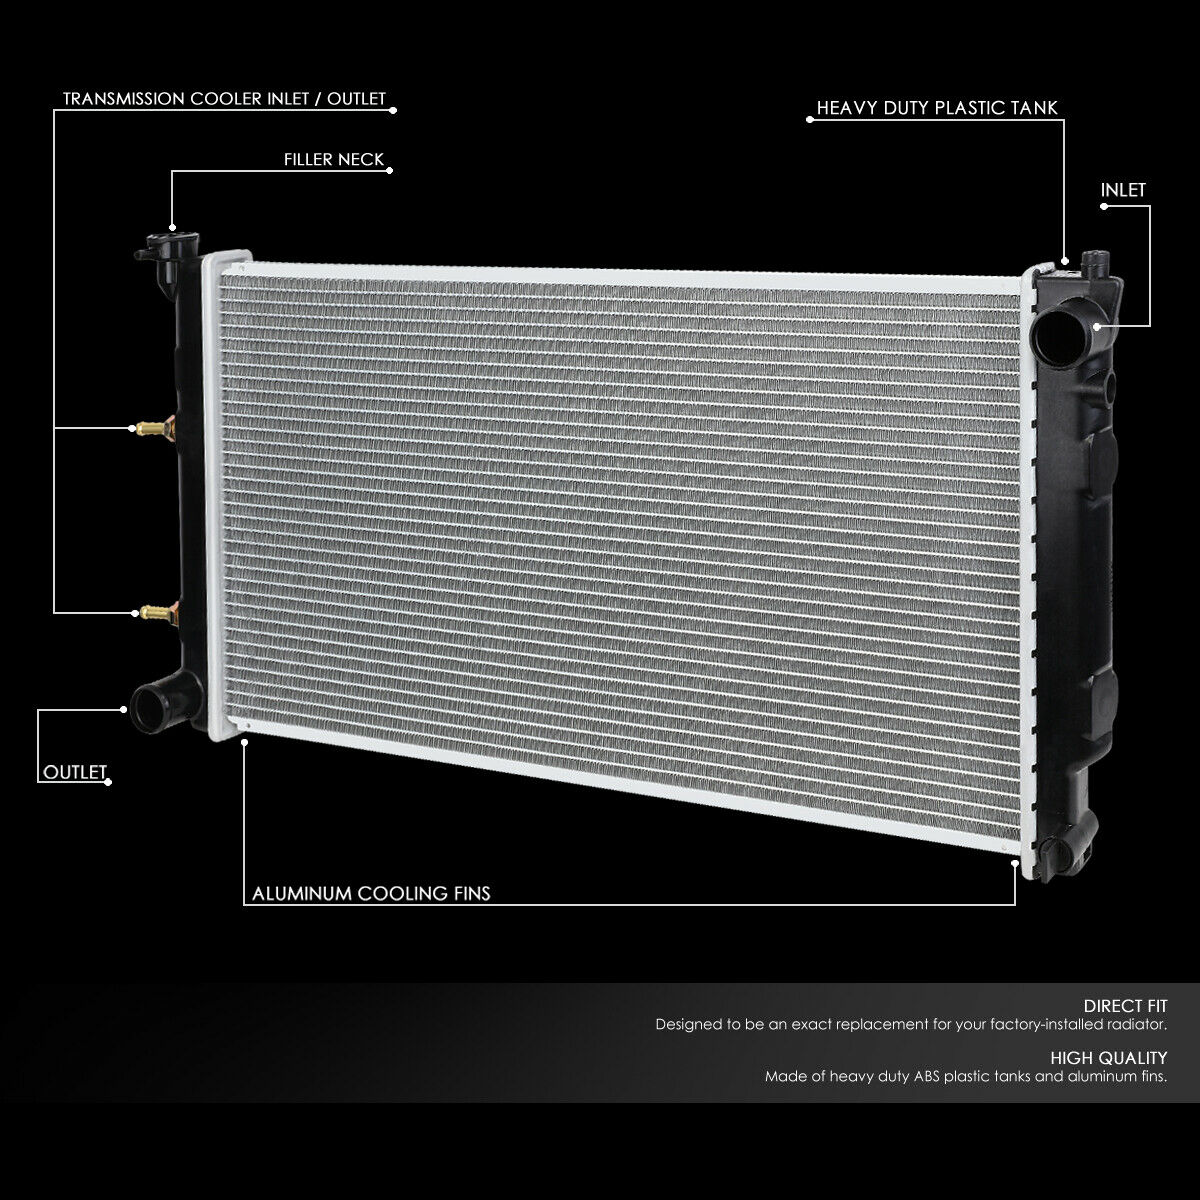 TRANSMISSION COOLER INLET / OUTLET
HEAVY DUTY PLASTIC TANK
FILLER NECK
INLET
OUTLET
ALUMINUM COOLING FINS
DIRECT FIT
Designed to be an exact replacement for your factory-installed radiator.
HIGH QUALITY
Made of heavy duty ABS plastic tanks and aluminum fins.